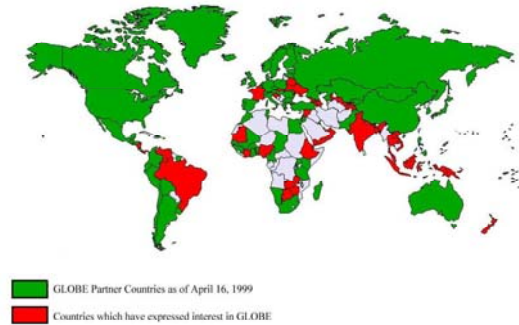 GLOBE Partner Countries as of April 16, 1999
Countries which have expressed interest in GLOBE